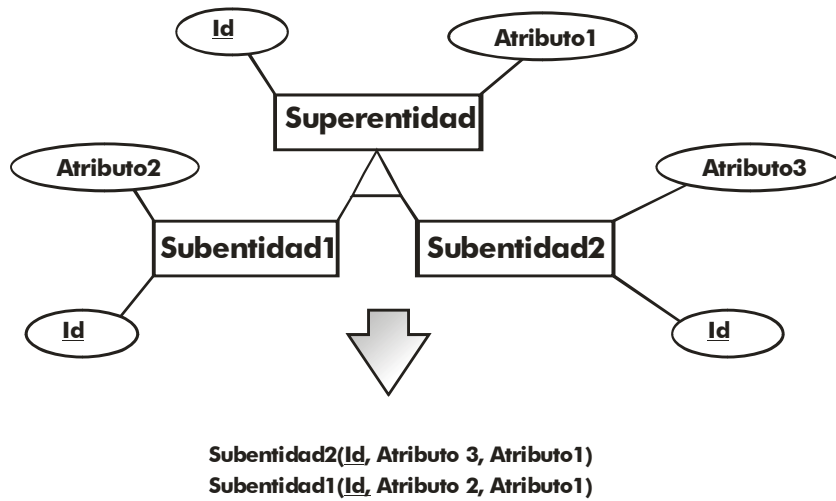 Id
Atributo1
Superentidad
Atributo2
Atributo3
Subentidad1
Subentidad2
Id
Id
Subentidad2(Id, Atributo 3, Atributo1)
Subentidad1(Id, Atributo 2, Atributo1)